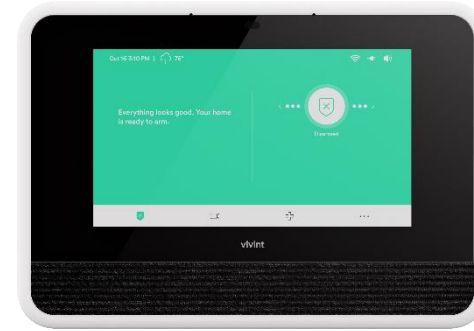 Oct 16 3:10 PM | 76°
Everything looks good. Your home
is ready to arm.
Disarmed
vivint